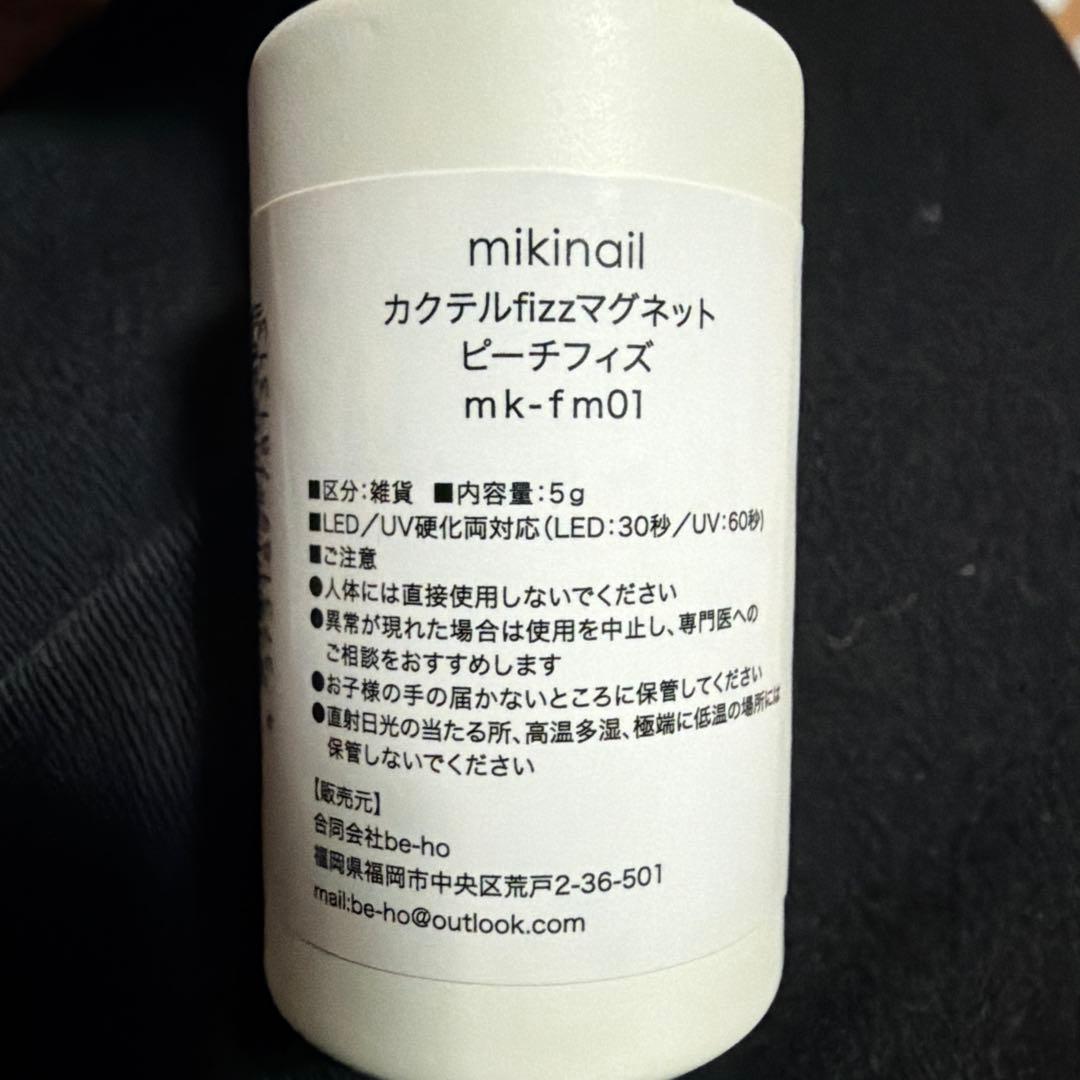 mikinail
カクテルfizzマグネット
ピーチフィズ
mk-fm01
■区分：雑貨 ■内容量：5g
■LED／UV硬化両対応（LED：30秒／UV：60秒）
■ご注意
●人体には直接使用しないでください
●異常が現れた場合は使用を中止し、専門医への
ご相談をおすすめします
●お子様の手の届かないところに保管してください
●直射日光の当たる所、高温多湿、極端に低温の場所には
保管しないでください
【販売元】
合同会社be-ho
福岡県福岡市中央区荒戸2-36-501
mail:be-ho@outlook.com